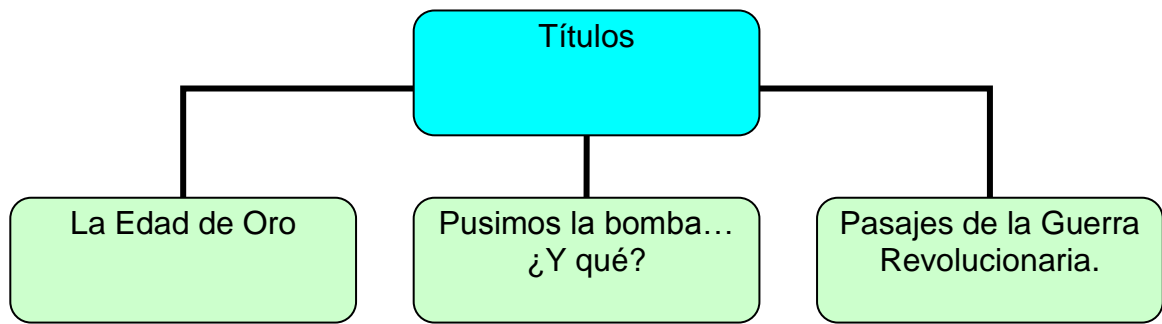 Títulos
La Edad de Oro
Pusimos la bomba…
¿Y qué?
Pasajes de la Guerra
Revolucionaria.